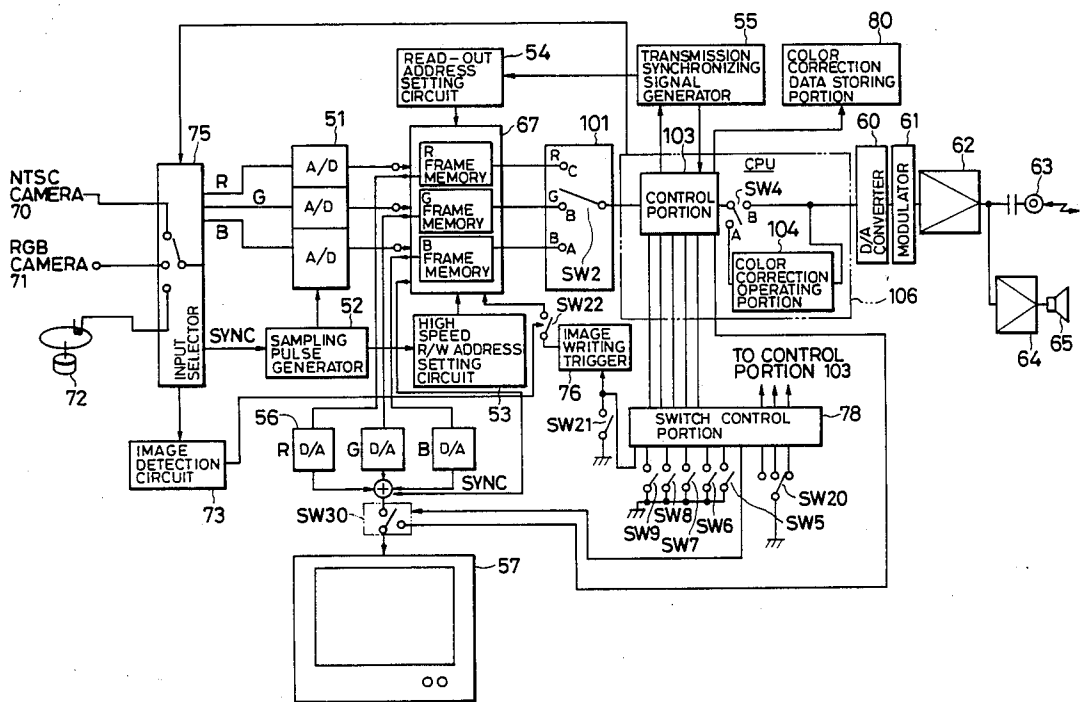 54
READ-OUT
ADDRESS
SETTING
CIRCUIT
55
TRANSMISSION
SYNCHRONIZING
SIGNAL
GENERATOR
80
COLOR
CORRECTION
DATA STORING
PORTION
75
51
67
101
103
CPU
60
61
62
63
NTSC
CAMERA
70
RGB
CAMERA
71
72
INPUT
SELECTOR
R
G
B
SYNC
A/D
A/D
A/D
R
FRAME
MEMORY
G
FRAME
MEMORY
B
FRAME
MEMORY
R
C
G
B
B
A
SW2
CONTROL
PORTION
SW4
B
A
104
COLOR
CORRECTION
OPERATING
PORTION
106
D/A
CONVERTER
MODULATOR
64
65
52
SAMPLING
PULSE
GENERATOR
HIGH
SPEED
R/W ADDRESS
SETTING
CIRCUIT
53
SW22
IMAGE
WRITING
TRIGGER
76
SW21
TO CONTROL
PORTION 103
78
SWITCH CONTROL
PORTION
IMAGE
DETECTION
CIRCUIT
73
56
R
D/A
G
D/A
B
D/A
SYNC
SW30
57
SW9
SW8
SW7
SW6
SW5
SW20